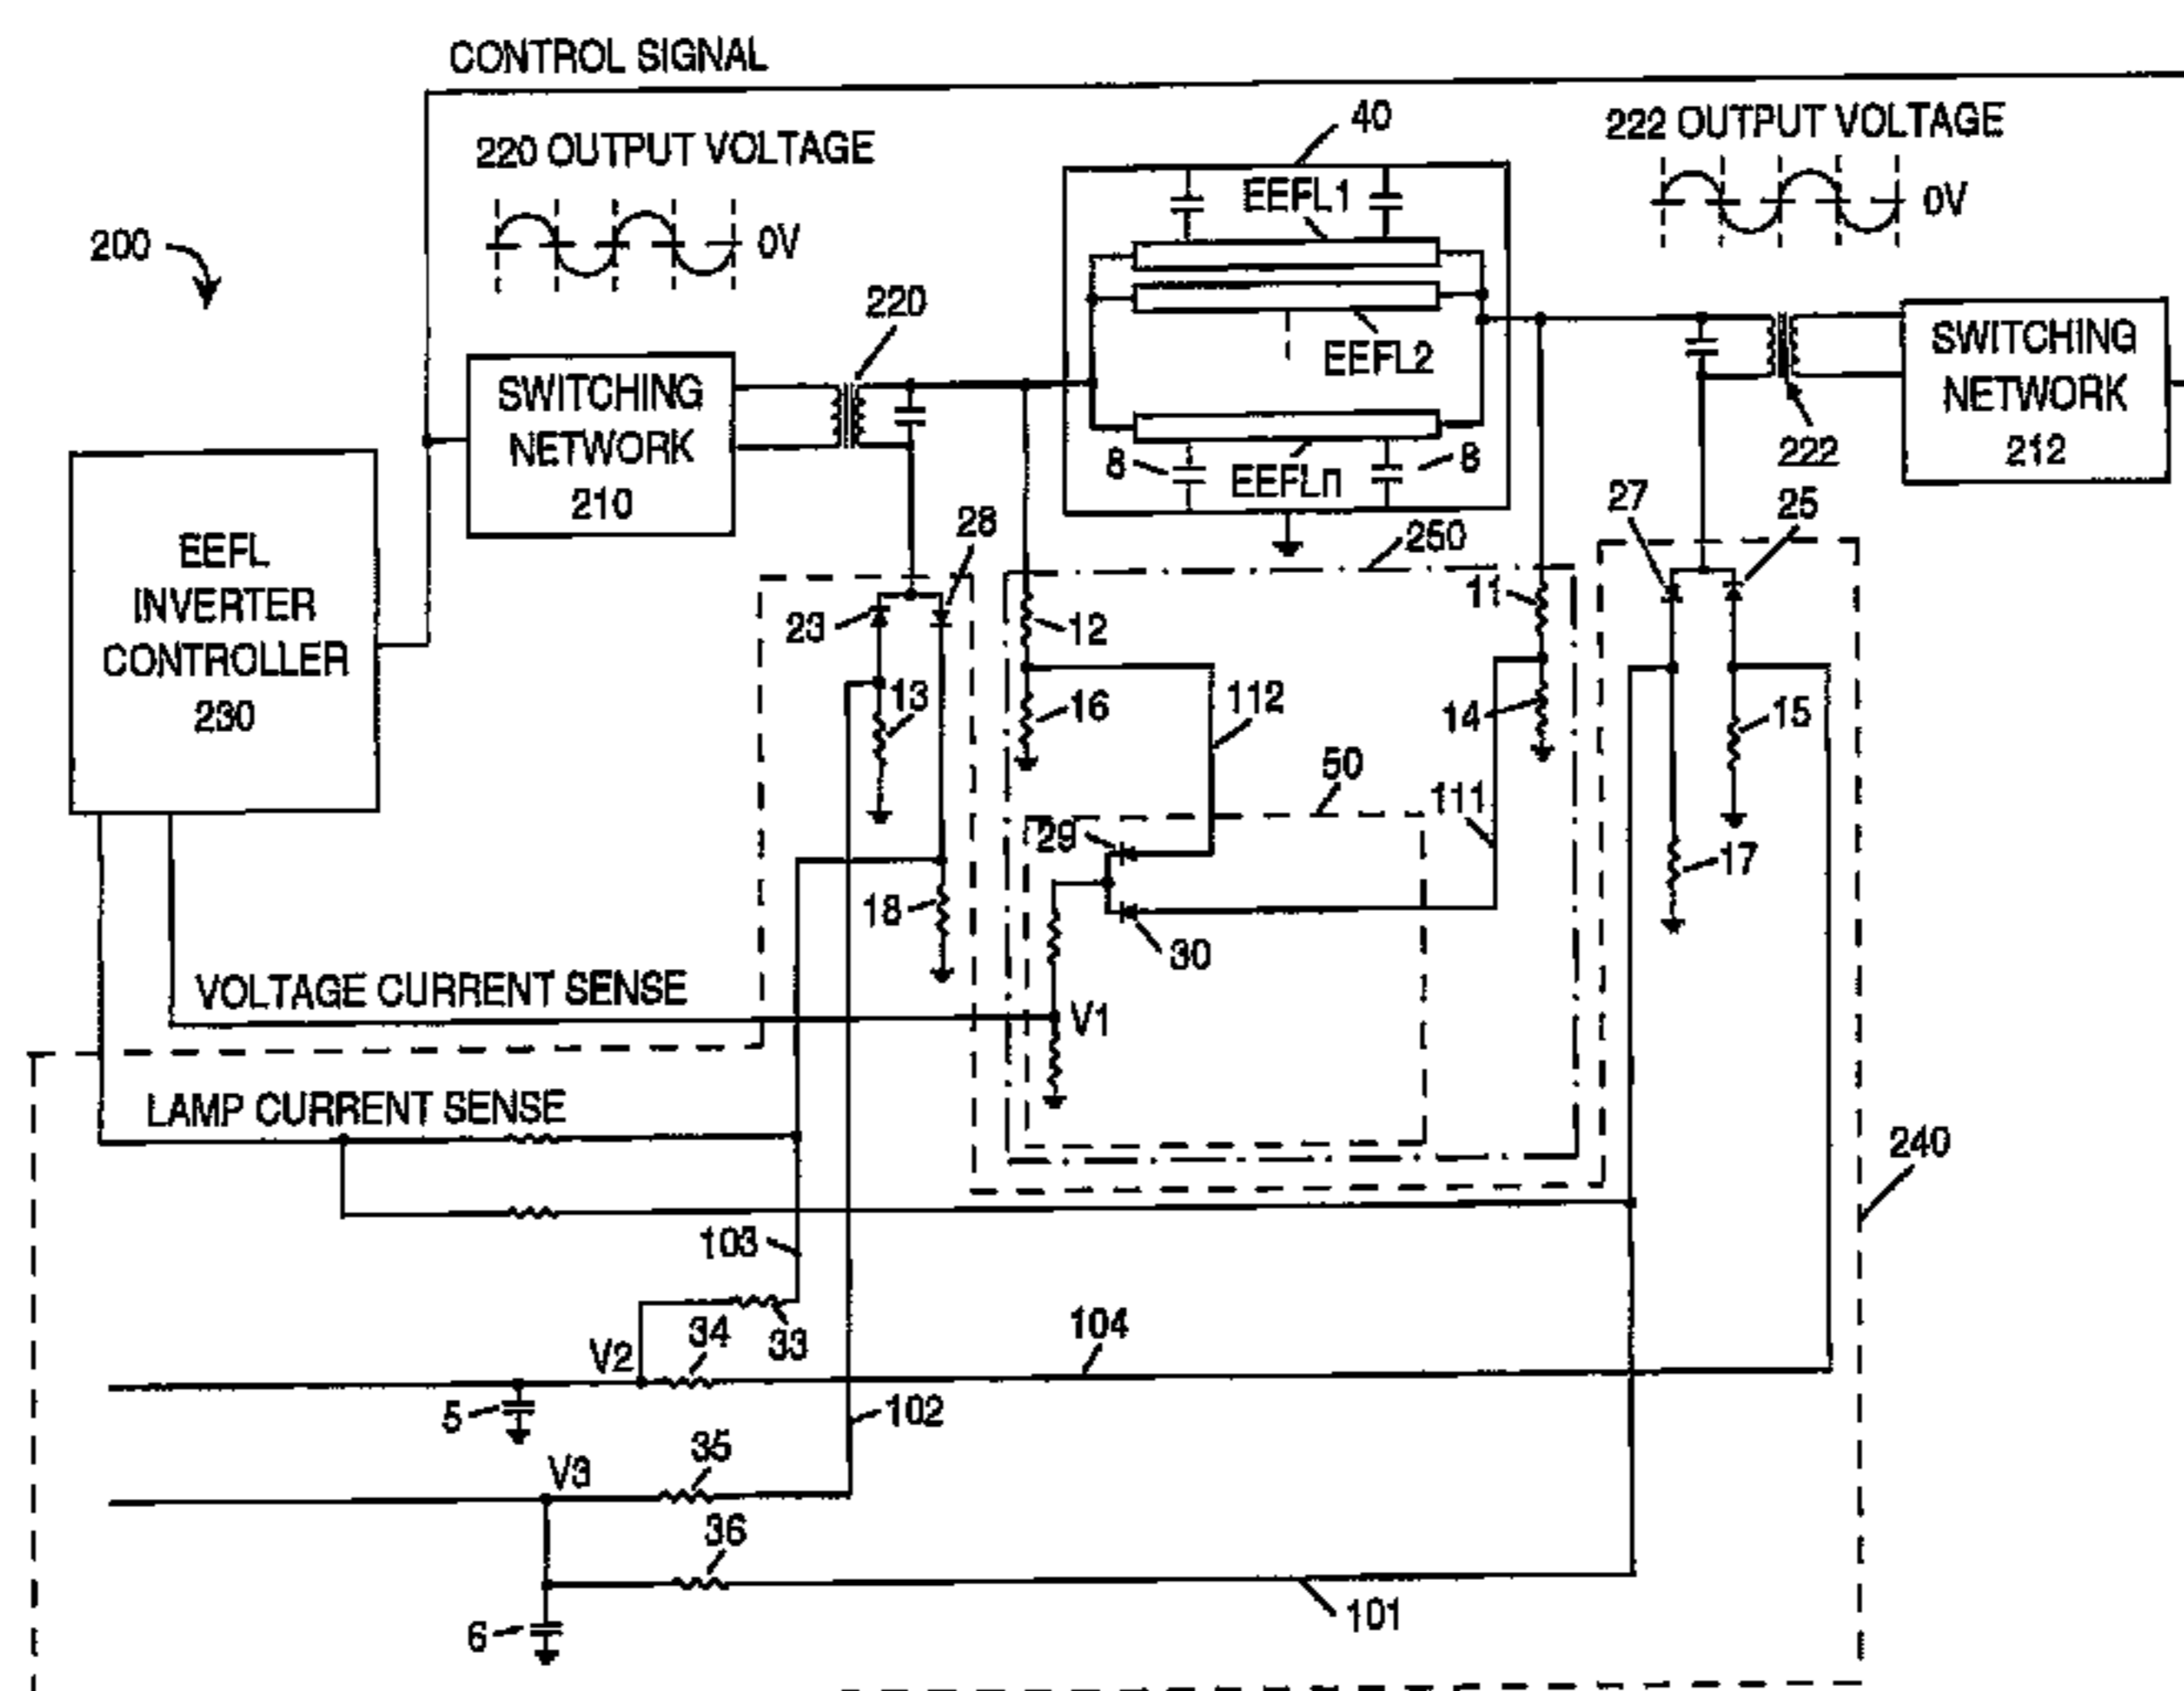 CONTROL SIGNAL
220 OUTPUT VOLTAGE
0V
222 OUTPUT VOLTAGE
0V
200
40
EEFL1
EEFL2
EEFLn
8
8
220
SWITCHING
NETWORK
210
222
SWITCHING
NETWORK
212
EEFL
INVERTER
CONTROLLER
230
28
23
13
18
250
12
16
112
11
14
111
50
29
30
V1
27
25
15
17
VOLTAGE CURRENT SENSE
LAMP CURRENT SENSE
240
103
33
34
V2
104
5
102
35
V3
36
101
6